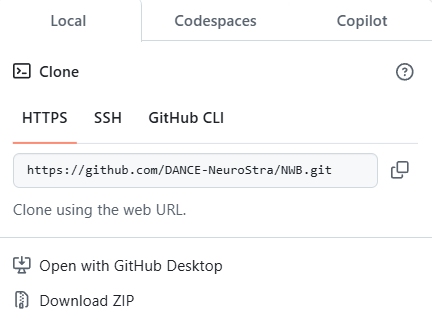 Local Codespaces Copilot
Clone
HTTPS SSH GitHub CLI
https://github.com/DANCE-NeuroStra/NWB.git
Clone using the web URL.
Open with GitHub Desktop
Download ZIP